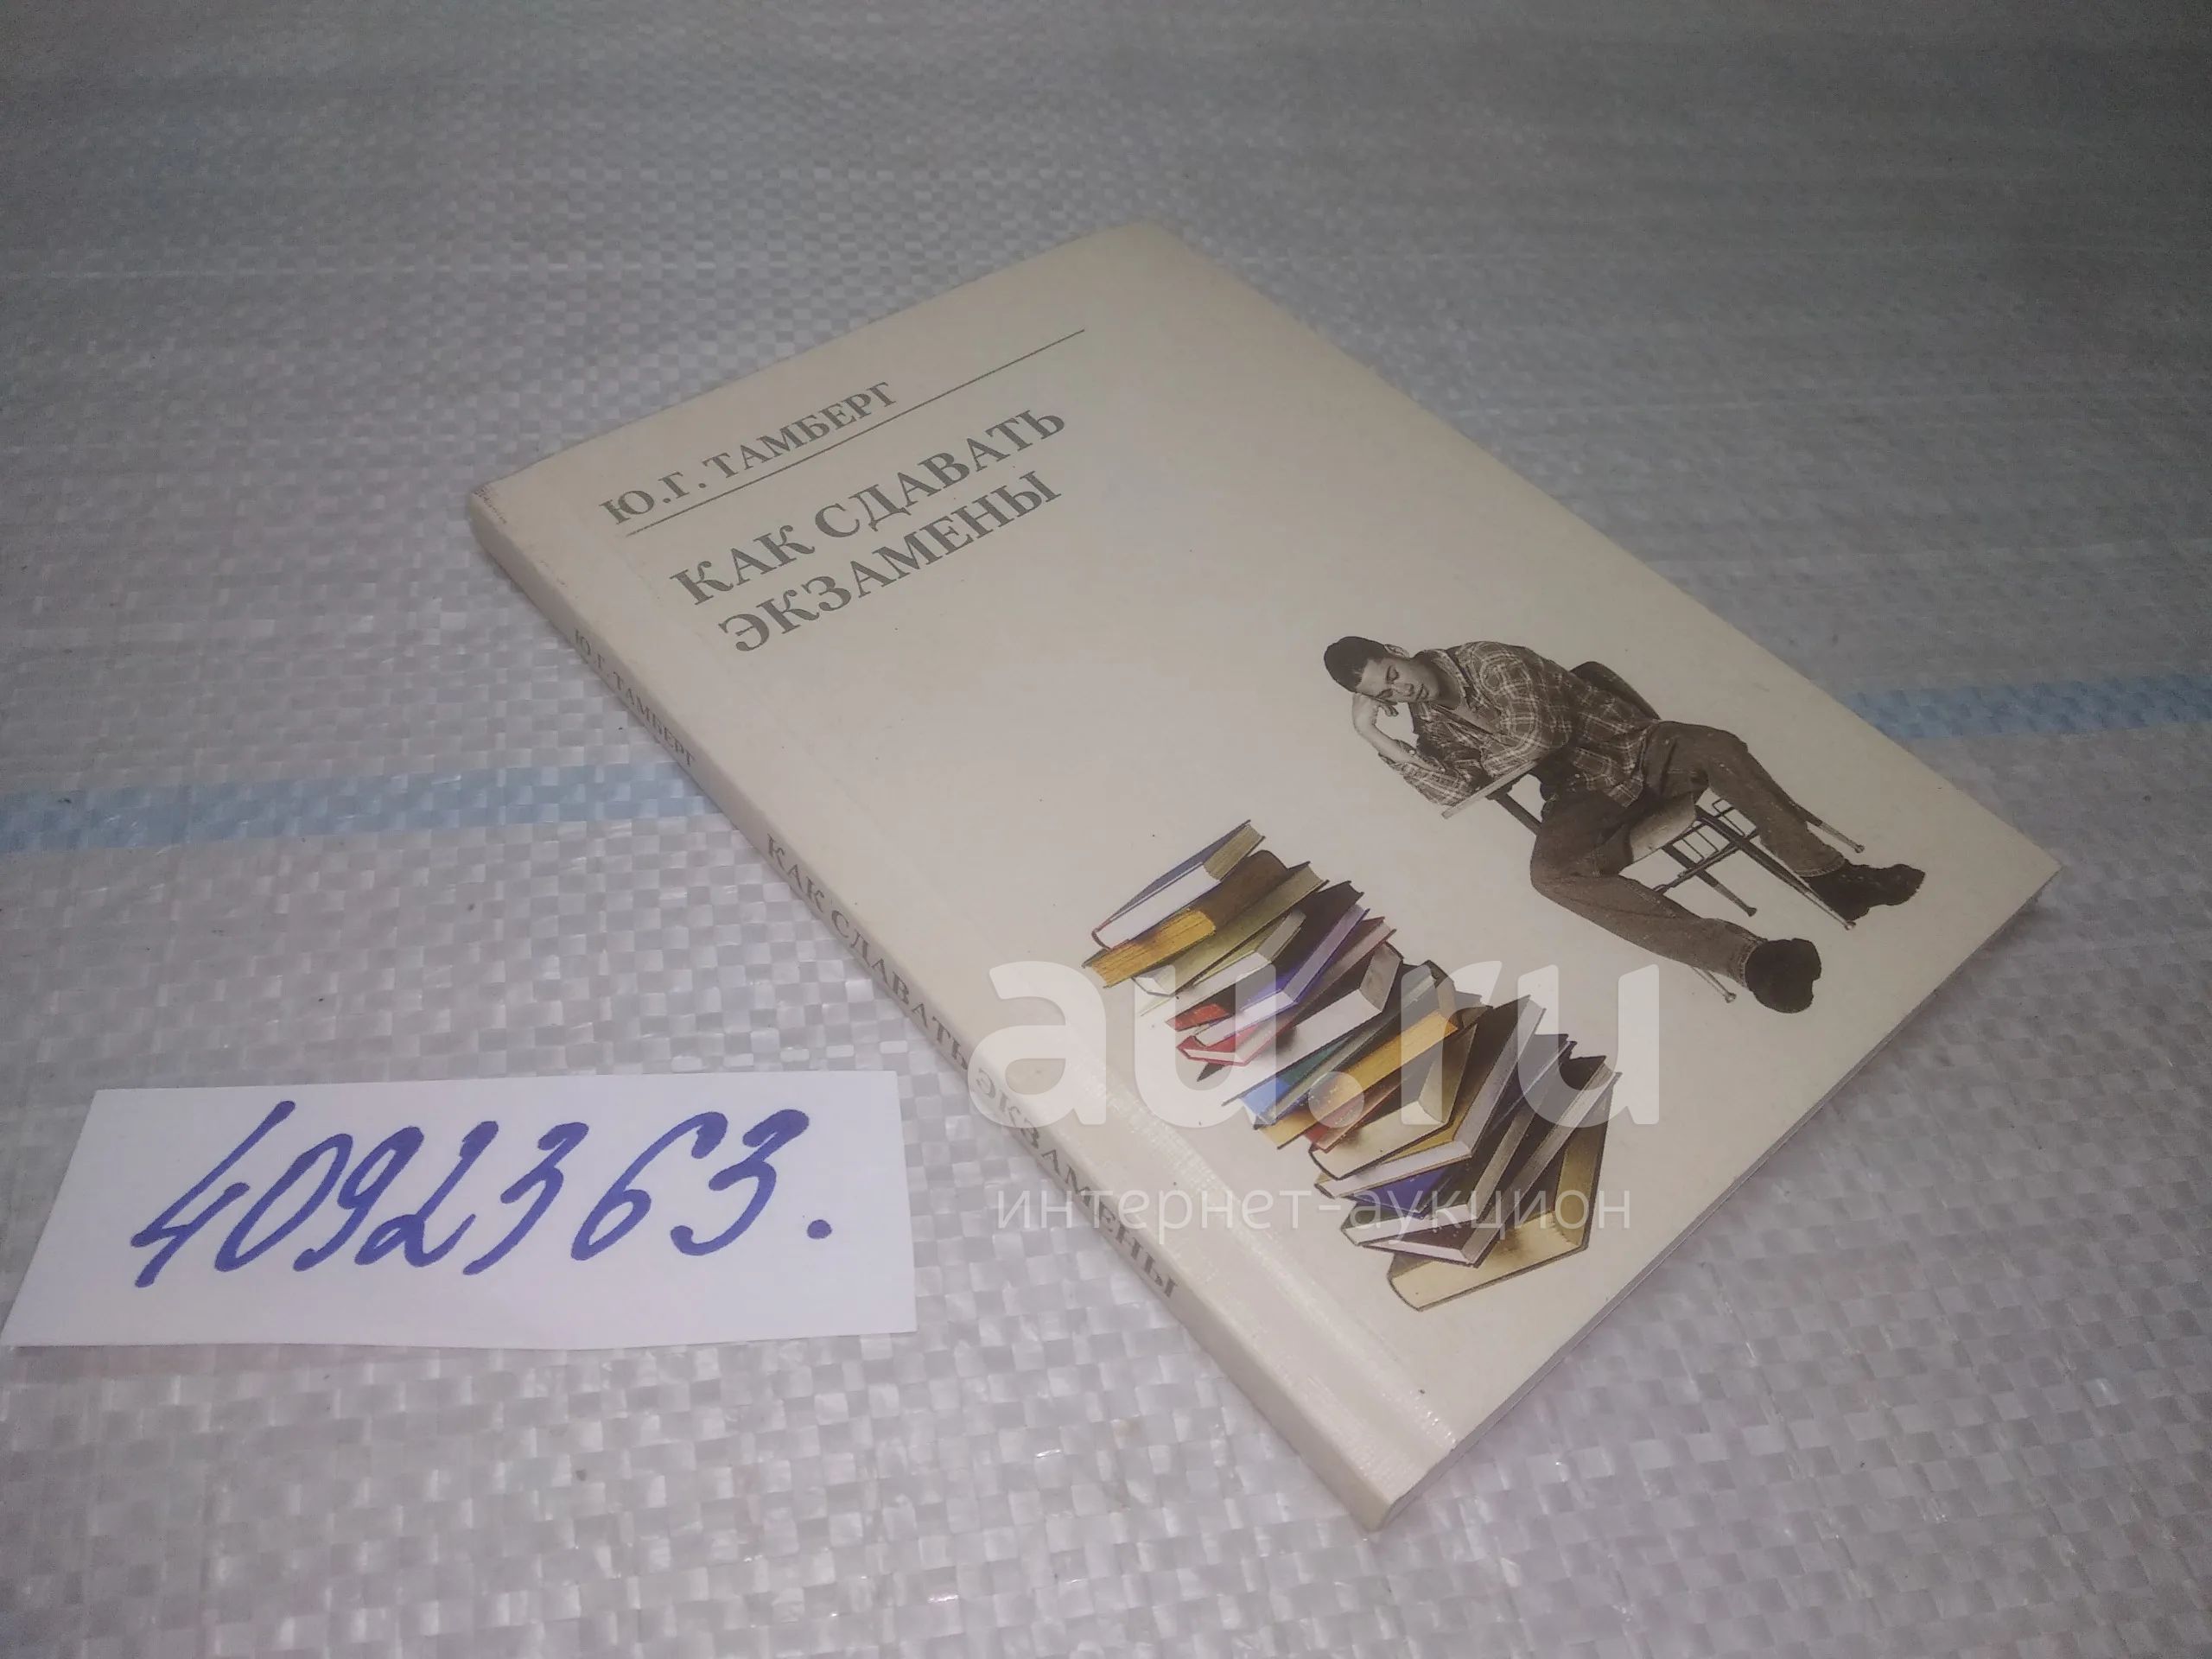 Ю.Г. ТАМБЕРГ
КАК СДАВАТЬ
ЭКЗАМЕНЫ
Ю.Г. ТАМБЕРГ КАК СДАВАТЬ ЭКЗАМЕНЫ
4092363.
au.ru
интернет-аукцион